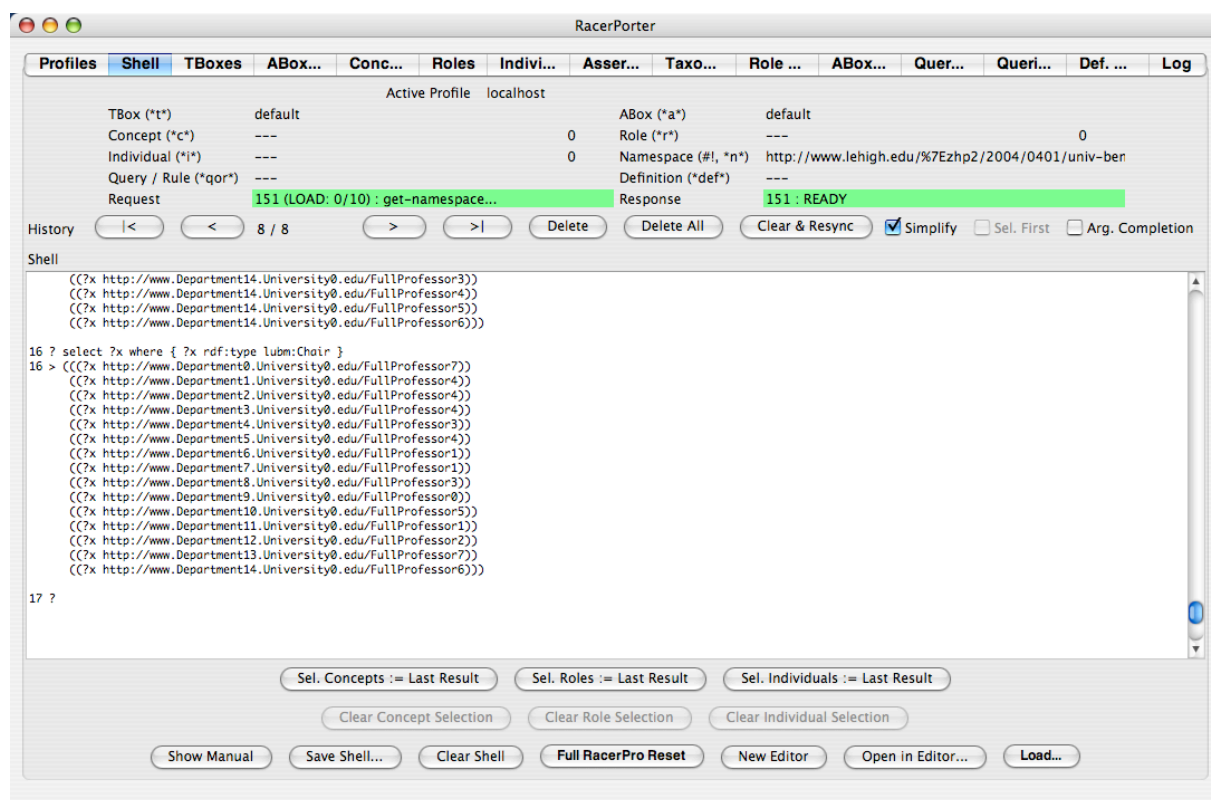 RacerPorter
Profiles Shell TBoxes ABox... Conc... Roles Indivi... Asser... Taxo... Role ... ABox... Quer... Queri... Def. ... Log
Active Profile localhost
TBox (*t*) default ABox (*a*) default
Concept (*c*) --- 0 Role (*r*) --- 0
Individual (*i*) --- 0 Namespace (#!, *n*) http://www.lehigh.edu/%7Ezhp2/2004/0401/univ-ben
Query / Rule (*qor*) --- Definition (*def*) ---
Request 151 (LOAD: 0/10) : get-namespace... Response 151 : READY
History |< < 8 / 8 > >| Delete Delete All Clear & Resync Simplify Sel. First Arg. Completion
Shell
((?x http://www.Department14.University0.edu/FullProfessor3))
((?x http://www.Department14.University0.edu/FullProfessor4))
((?x http://www.Department14.University0.edu/FullProfessor5))
((?x http://www.Department14.University0.edu/FullProfessor6)))
16 ? select ?x where { ?x rdf:type lubm:Chair }
16 > (((?x http://www.Department0.University0.edu/FullProfessor7))
((?x http://www.Department1.University0.edu/FullProfessor4))
((?x http://www.Department2.University0.edu/FullProfessor4))
((?x http://www.Department3.University0.edu/FullProfessor4))
((?x http://www.Department4.University0.edu/FullProfessor3))
((?x http://www.Department5.University0.edu/FullProfessor4))
((?x http://www.Department6.University0.edu/FullProfessor1))
((?x http://www.Department7.University0.edu/FullProfessor1))
((?x http://www.Department8.University0.edu/FullProfessor3))
((?x http://www.Department9.University0.edu/FullProfessor0))
((?x http://www.Department10.University0.edu/FullProfessor5))
((?x http://www.Department11.University0.edu/FullProfessor1))
((?x http://www.Department12.University0.edu/FullProfessor2))
((?x http://www.Department13.University0.edu/FullProfessor7))
((?x http://www.Department14.University0.edu/FullProfessor6)))
17 ?
Sel. Concepts := Last Result Sel. Roles := Last Result Sel. Individuals := Last Result
Clear Concept Selection Clear Role Selection Clear Individual Selection
Show Manual Save Shell... Clear Shell Full RacerPro Reset New Editor Open in Editor... Load...